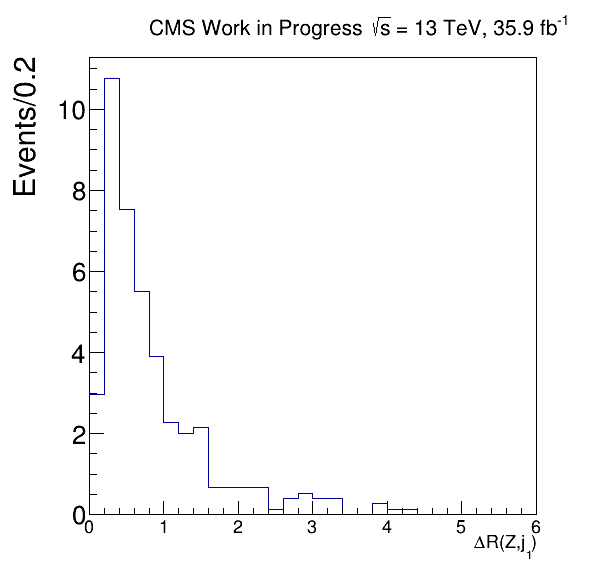 CMS Work in Progress √s = 13 TeV, 35.9 fb⁻¹
Events/0.2
10
8
6
4
2
0
0 1 2 3 4 5 6
ΔR(Z,j₁)